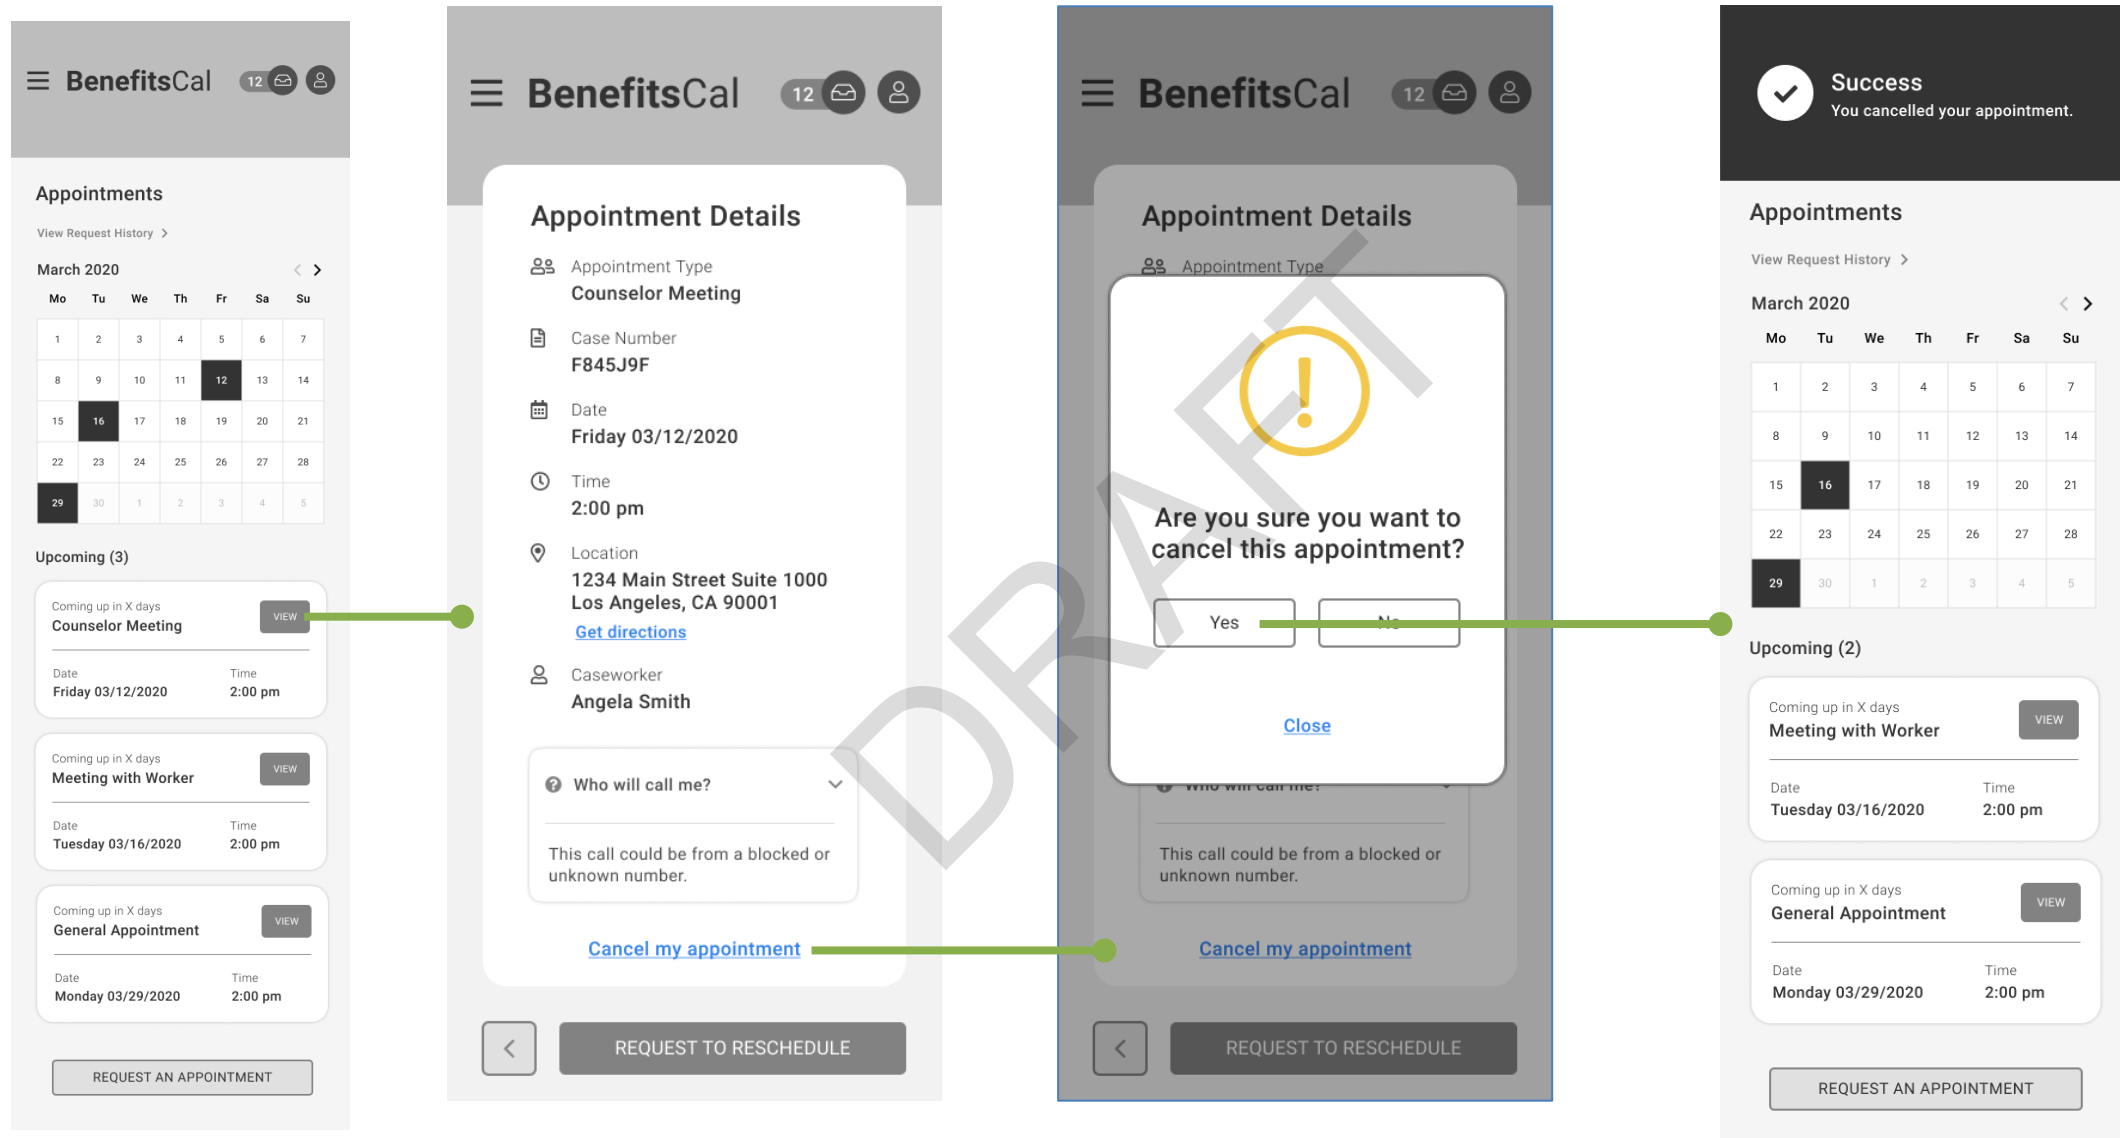 BenefitsCal
12
Appointments
View Request History >
March 2020
< >
Mo Tu We Th Fr Sa Su
1 2 3 4 5 6 7
8 9 10 11 12 13 14
15 16 17 18 19 20 21
22 23 24 25 26 27 28
29 30 1 2 3 4 5
Upcoming (3)
Coming up in X days
Counselor Meeting
VIEW
Date Time
Friday 03/12/2020 2:00 pm
Coming up in X days
Meeting with Worker
VIEW
Date Time
Tuesday 03/16/2020 2:00 pm
Coming up in X days
General Appointment
VIEW
Date Time
Monday 03/29/2020 2:00 pm
REQUEST AN APPOINTMENT
BenefitsCal
12
Appointment Details
Appointment Type
Counselor Meeting
Case Number
F845J9F
Date
Friday 03/12/2020
Time
2:00 pm
Location
1234 Main Street Suite 1000
Los Angeles, CA 90001
Get directions
Caseworker
Angela Smith
Who will call me?
This call could be from a blocked or
unknown number.
Cancel my appointment
REQUEST TO RESCHEDULE
BenefitsCal
12
Appointment Details
Appointment Type
Are you sure you want to
cancel this appointment?
Yes
No
Close
Who will call me?
This call could be from a blocked or
unknown number.
Cancel my appointment
REQUEST TO RESCHEDULE
DRAFT
Success
You cancelled your appointment.
Appointments
View Request History >
March 2020
< >
Mo Tu We Th Fr Sa Su
1 2 3 4 5 6 7
8 9 10 11 12 13 14
15 16 17 18 19 20 21
22 23 24 25 26 27 28
29 30 1 2 3 4 5
Upcoming (2)
Coming up in X days
Meeting with Worker
VIEW
Date Time
Tuesday 03/16/2020 2:00 pm
Coming up in X days
General Appointment
VIEW
Date Time
Monday 03/29/2020 2:00 pm
REQUEST AN APPOINTMENT